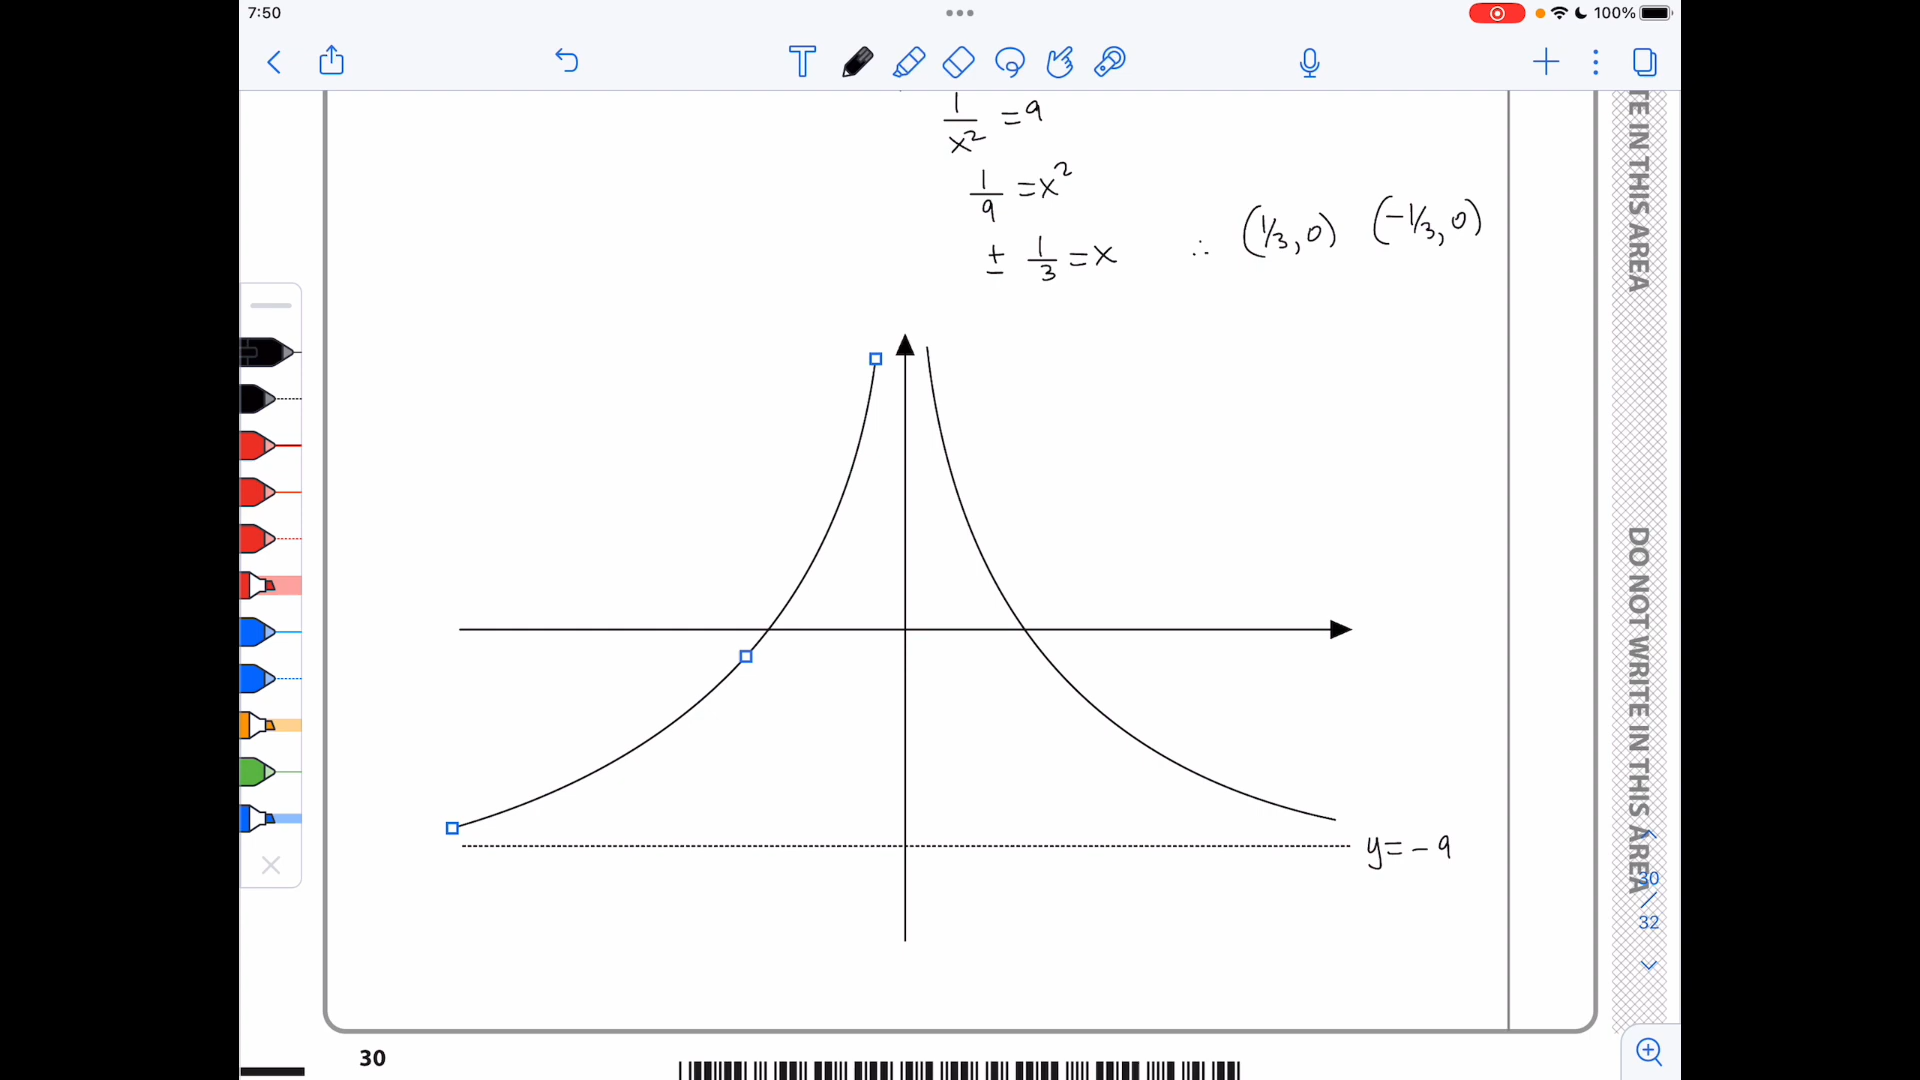 7:50
100%
1/x² = 9
1/9 = x²
± 1/3 = x ∴ (1/3, 0) (-1/3, 0)
y = -9
TE IN THIS AREA
DO NOT WRITE IN THIS AREA
30
/
32
30